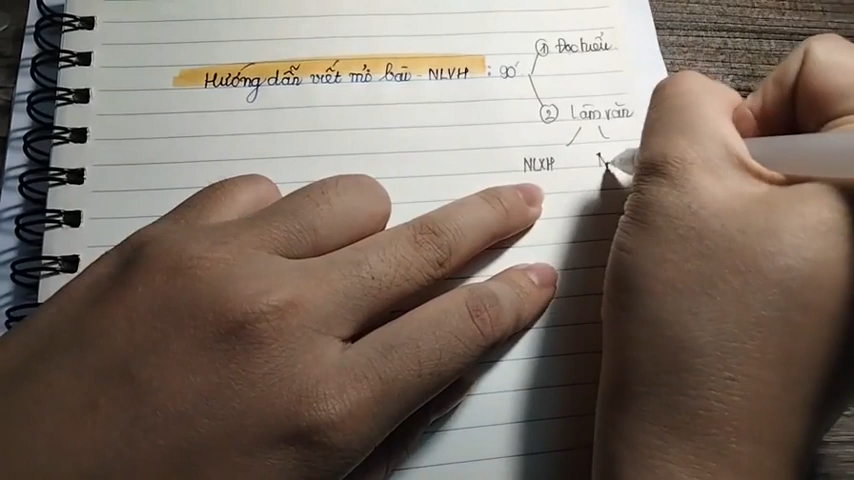 ① Đọc hiểu
Hướng dẫn viết mở bài - NLVH : 90'
② Làm văn
NLXH N